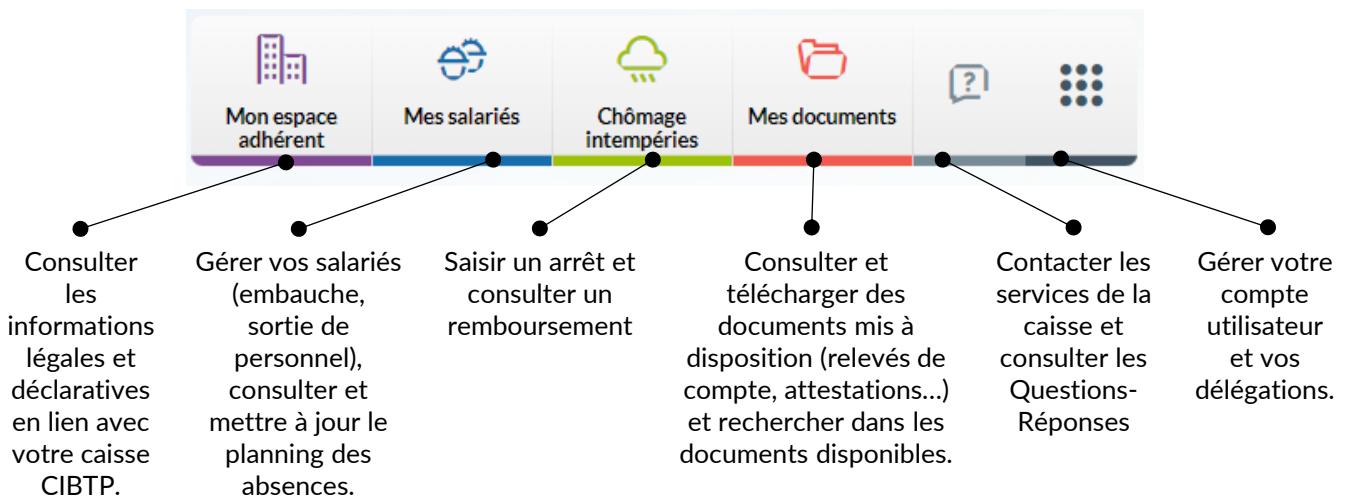 Mon espace
adhérent
Mes salariés
Chômage
intempéries
Mes documents
?
Consulter
les
informations
légales et
déclaratives
en lien avec
votre caisse
CIBTP.
Gérer vos salariés
(embauche,
sortie de
personnel),
consulter et
mettre à jour le
planning des
absences.
Saisir un arrêt et
consulter un
remboursement
Consulter et
télécharger des
documents mis à
disposition (relevés de
compte, attestations...)
et rechercher dans les
documents disponibles.
Contacter les
services de la
caisse et
consulter les
Questions-
Réponses
Gérer votre
compte
utilisateur
et vos
délégations.